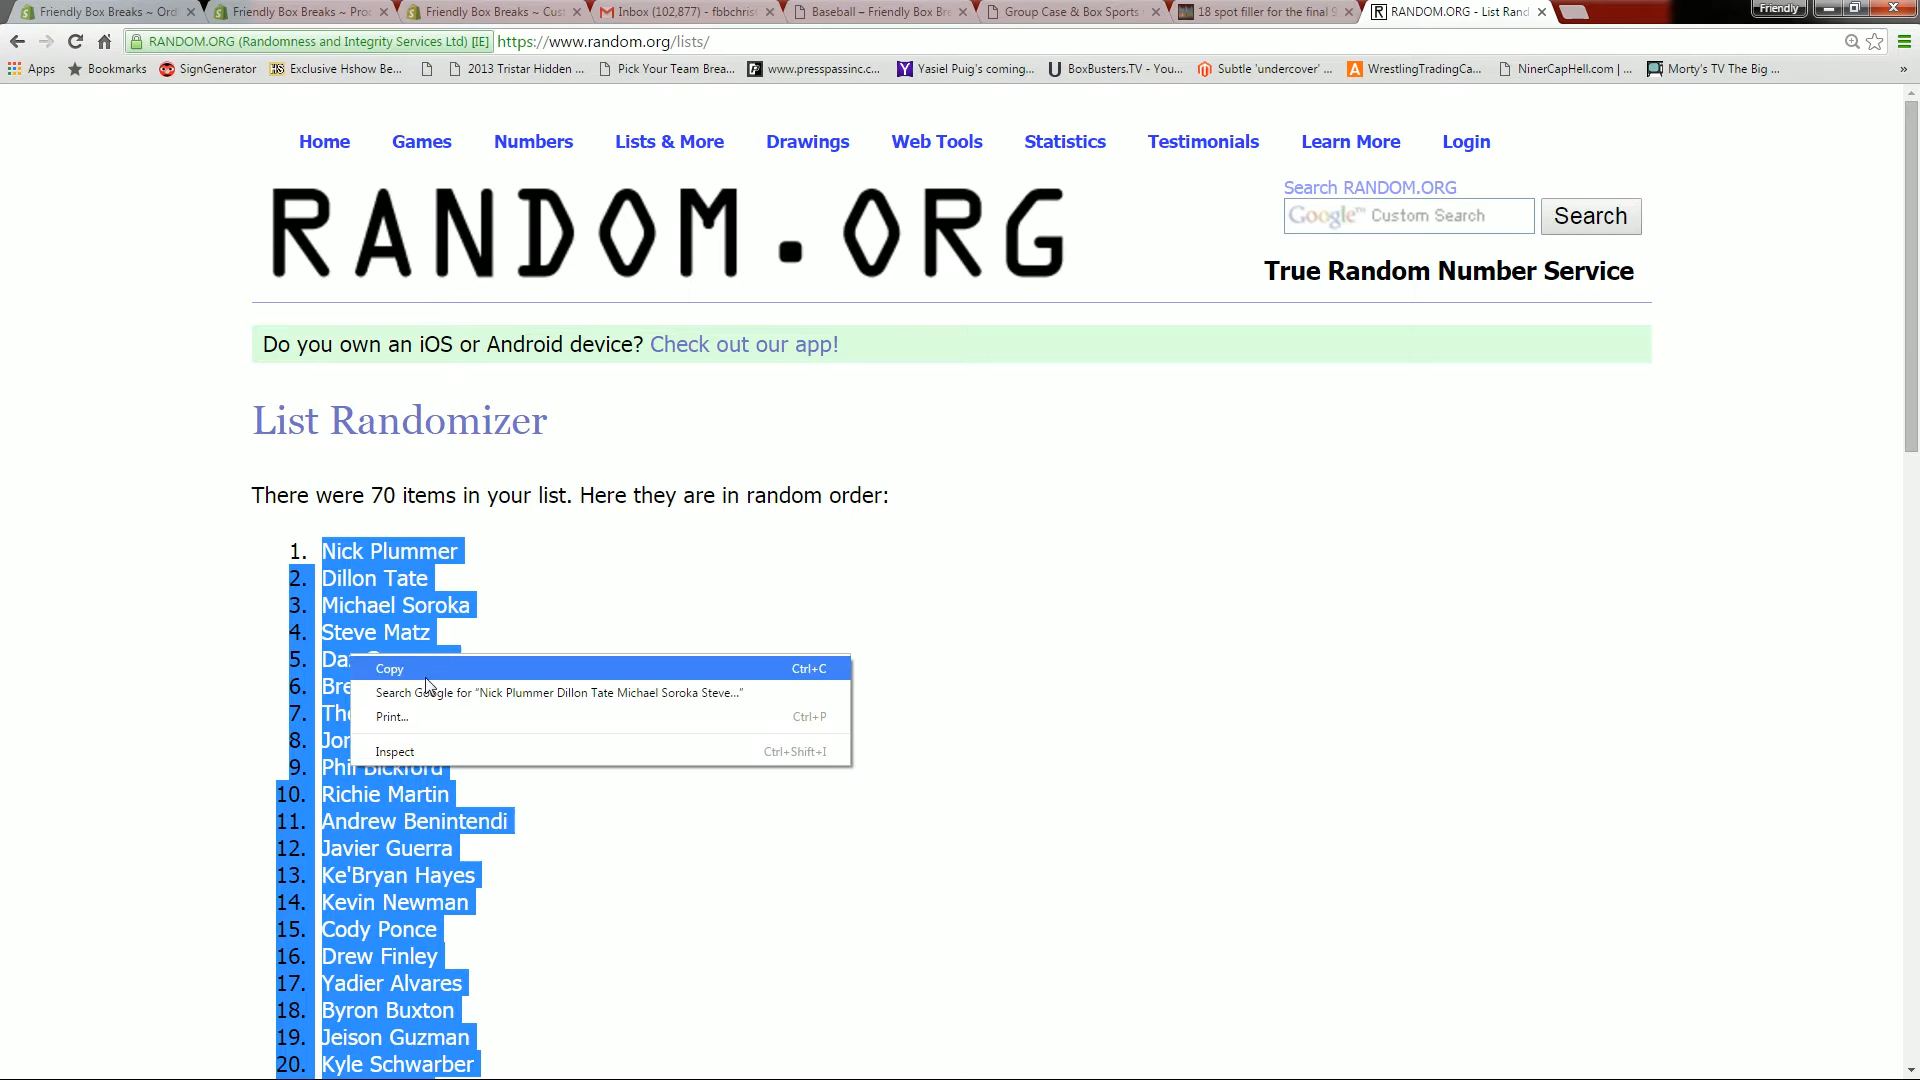 Friendly Box Breaks ~ Ord
Friendly Box Breaks ~ Pro
Friendly Box Breaks ~ Cus
Inbox (102,877) - fbbchris
Baseball – Friendly Box Br
Group Case & Box Sports
18 spot filler for the final 9
RANDOM.ORG - List Rand
Friendly
RANDOM.ORG (Randomness and Integrity Services Ltd) [IE]
https://www.random.org/lists/
Apps
Bookmarks
SignGenerator
Exclusive Hshow Be...
2013 Tristar Hidden ...
Pick Your Team Brea...
www.presspassinc.c...
Yasiel Puig's coming...
BoxBusters.TV - You...
Subtle 'undercover' ...
WrestlingTradingCa...
NinerCapHell.com | ...
Morty's TV The Big ...
»
Home
Games
Numbers
Lists & More
Drawings
Web Tools
Statistics
Testimonials
Learn More
Login
RANDOM.ORG
Search RANDOM.ORG
Google™ Custom Search
Search
True Random Number Service
Do you own an iOS or Android device? Check out our app!
List Randomizer
There were 70 items in your list. Here they are in random order:
1. Nick Plummer
2. Dillon Tate
3. Michael Soroka
4. Steve Matz
5. Da
6. Bre
7. Th
8. Jor
9. Phil Bickford
Copy Ctrl+C
Search Google for “Nick Plummer Dillon Tate Michael Soroka Steve...”
Print... Ctrl+P
Inspect Ctrl+Shift+I
10. Richie Martin
11. Andrew Benintendi
12. Javier Guerra
13. Ke'Bryan Hayes
14. Kevin Newman
15. Cody Ponce
16. Drew Finley
17. Yadier Alvares
18. Byron Buxton
19. Jeison Guzman
20. Kyle Schwarber